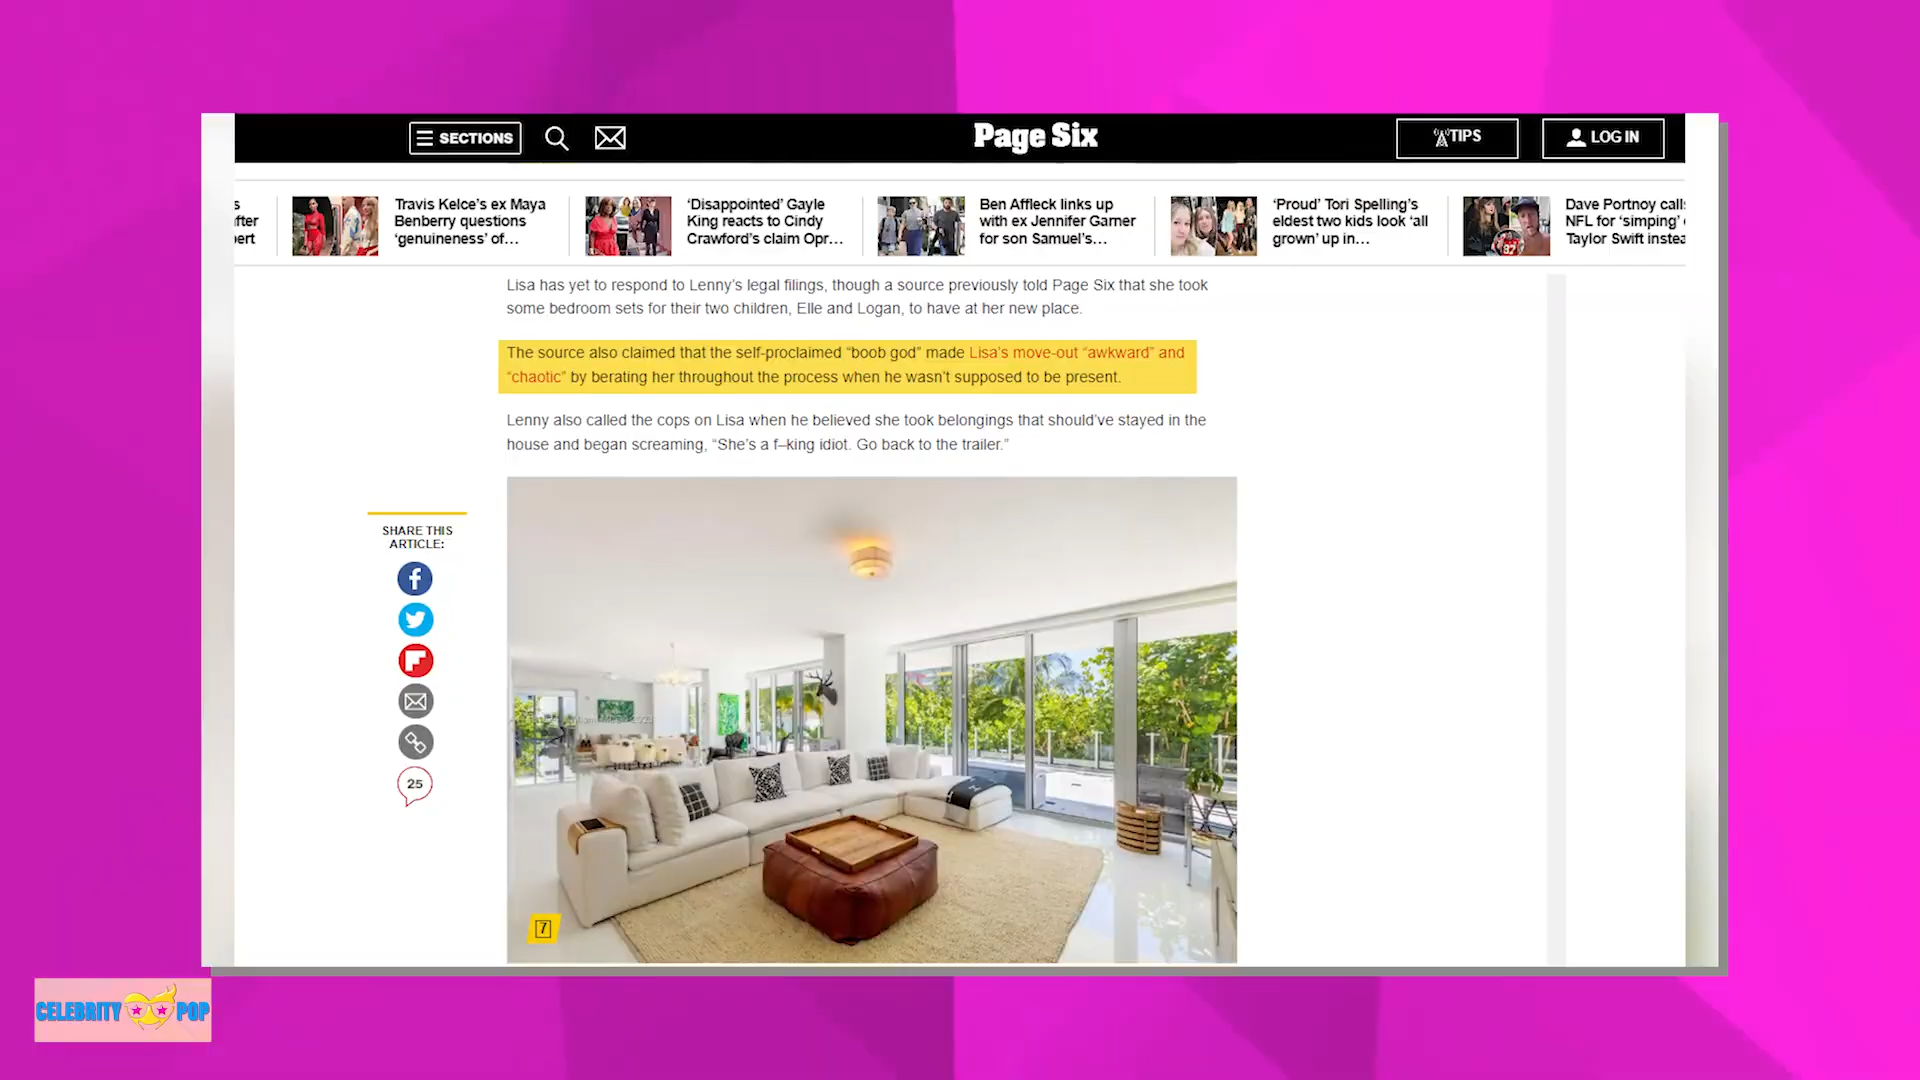 SECTIONS
Page Six
TIPS
LOG IN
s
fter
ert
Travis Kelce’s ex Maya
Benberry questions
‘genuineness’ of...
‘Disappointed’ Gayle
King reacts to Cindy
Crawford’s claim Opr...
Ben Affleck links up
with ex Jennifer Garner
for son Samuel’s...
‘Proud’ Tori Spelling’s
eldest two kids look ‘all
grown’ up in...
Dave Portnoy call
NFL for ‘simping’
Taylor Swift instea
Lisa has yet to respond to Lenny’s legal filings, though a source previously told Page Six that she took
some bedroom sets for their two children, Elle and Logan, to have at her new place.
The source also claimed that the self-proclaimed “boob god” made Lisa’s move-out “awkward” and
“chaotic” by berating her throughout the process when he wasn’t supposed to be present.
Lenny also called the cops on Lisa when he believed she took belongings that should’ve stayed in the
house and began screaming, “She’s a f–king idiot. Go back to the trailer.”
SHARE THIS
ARTICLE:
25
7
CELEBRITY POP